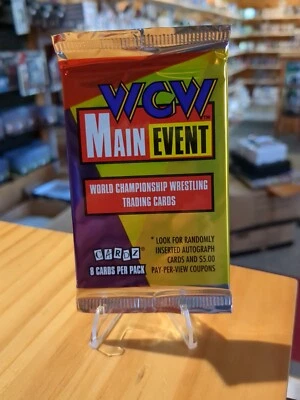 WCW™
MAIN EVENT
WORLD CHAMPIONSHIP WRESTLING
TRADING CARDS
CARDZ®
8 CARDS PER PACK
* LOOK FOR RANDOMLY
INSERTED AUTOGRAPH
CARDS AND $5.00
PAY PER-VIEW COUPONS